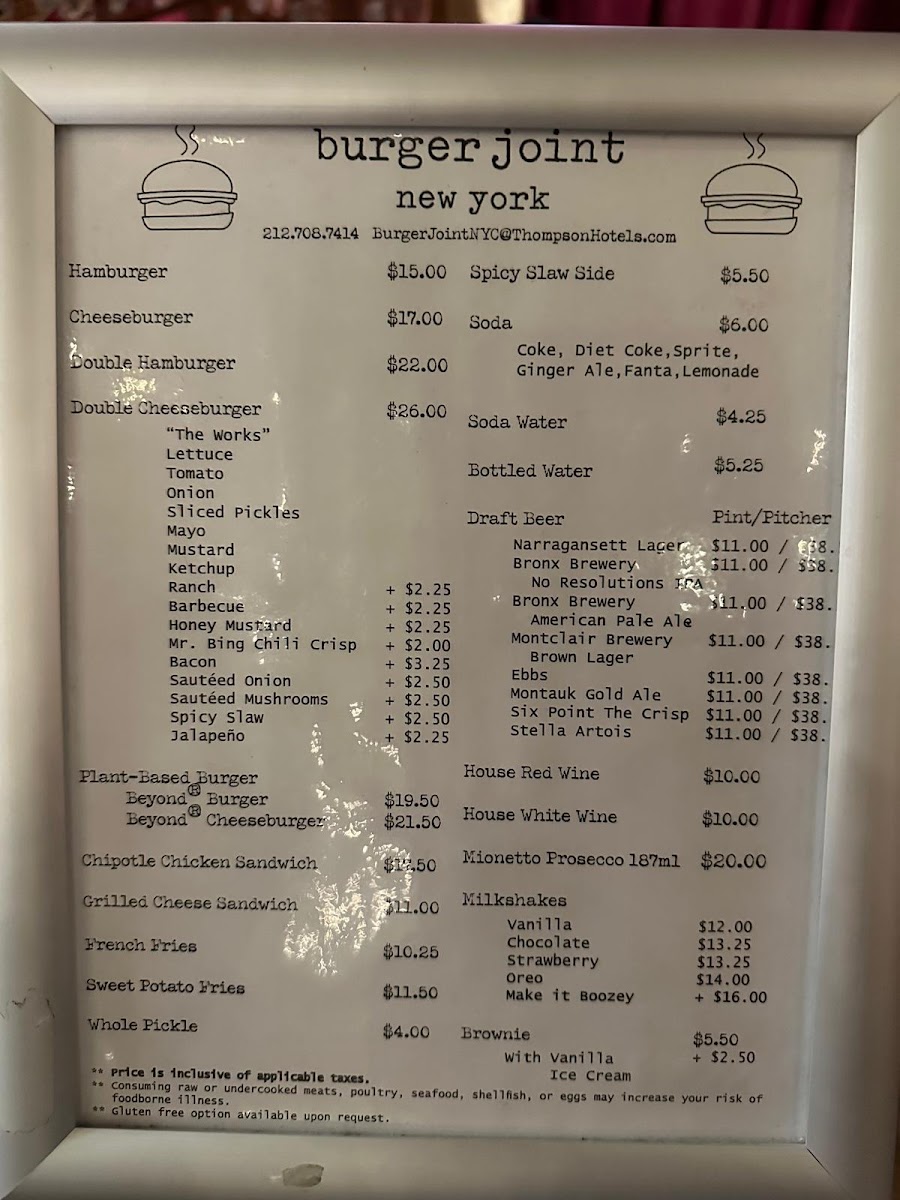 burger joint
new york
212.708.7414 BurgerJointNYC@ThompsonHotels.com
Hamburger $15.00
Cheeseburger $17.00
Double Hamburger $22.00
Double Cheeseburger $26.00
"The Works"
Lettuce
Tomato
Onion
Sliced Pickles
Mayo
Mustard
Ketchup
Ranch + $2.25
Barbecue + $2.25
Honey Mustard + $2.25
Mr. Bing Chili Crisp + $2.00
Bacon + $3.25
Sautéed Onion + $2.50
Sautéed Mushrooms + $2.50
Spicy Slaw + $2.50
Jalapeño + $2.25
Plant-Based Burger
Beyond® Burger $19.50
Beyond® Cheeseburger $21.50
Chipotle Chicken Sandwich
Grilled Cheese Sandwich $11.00
French Fries $10.25
Sweet Potato Fries $11.50
Whole Pickle $4.00
Spicy Slaw Side $5.50
Soda $6.00
Coke, Diet Coke,Sprite,
Ginger Ale,Fanta,Lemonade
Soda Water $4.25
Bottled Water $5.25
Draft Beer Pint/Pitcher
Narragansett Lager $11.00 / $38.
Bronx Brewery $11.00 / $38.
No Resolutions IPA
Bronx Brewery $11.00 / $38.
American Pale Ale
Montclair Brewery $11.00 / $38.
Brown Lager
Ebbs $11.00 / $38.
Montauk Gold Ale $11.00 / $38.
Six Point The Crisp $11.00 / $38.
Stella Artois $11.00 / $38.
House Red Wine $10.00
House White Wine $10.00
Mionetto Prosecco 187ml $20.00
Milkshakes
Vanilla $12.00
Chocolate $13.25
Strawberry $13.25
Oreo $14.00
Make it Boozey + $16.00
Brownie $5.50
With Vanilla + $2.50
Ice Cream
** Price is inclusive of applicable taxes.
** Consuming raw or undercooked meats, poultry, seafood, shellfish, or eggs may increase your risk of
foodborne illness.
** Gluten free option available upon request.